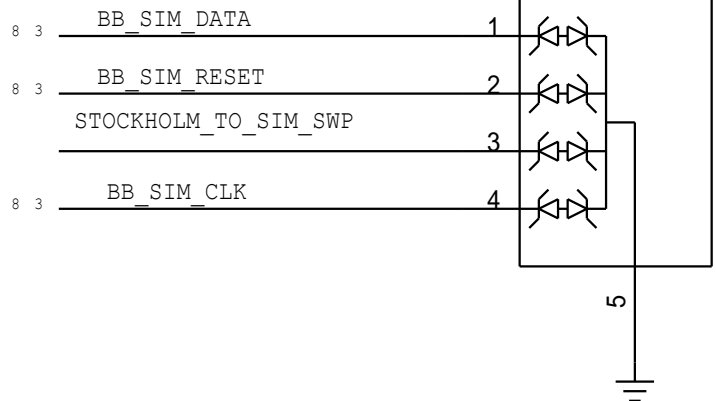 8 3 BB_SIM_DATA 1
8 3 BB_SIM_RESET 2
STOCKHOLM_TO_SIM_SWP 3
8 3 BB_SIM_CLK 4
5